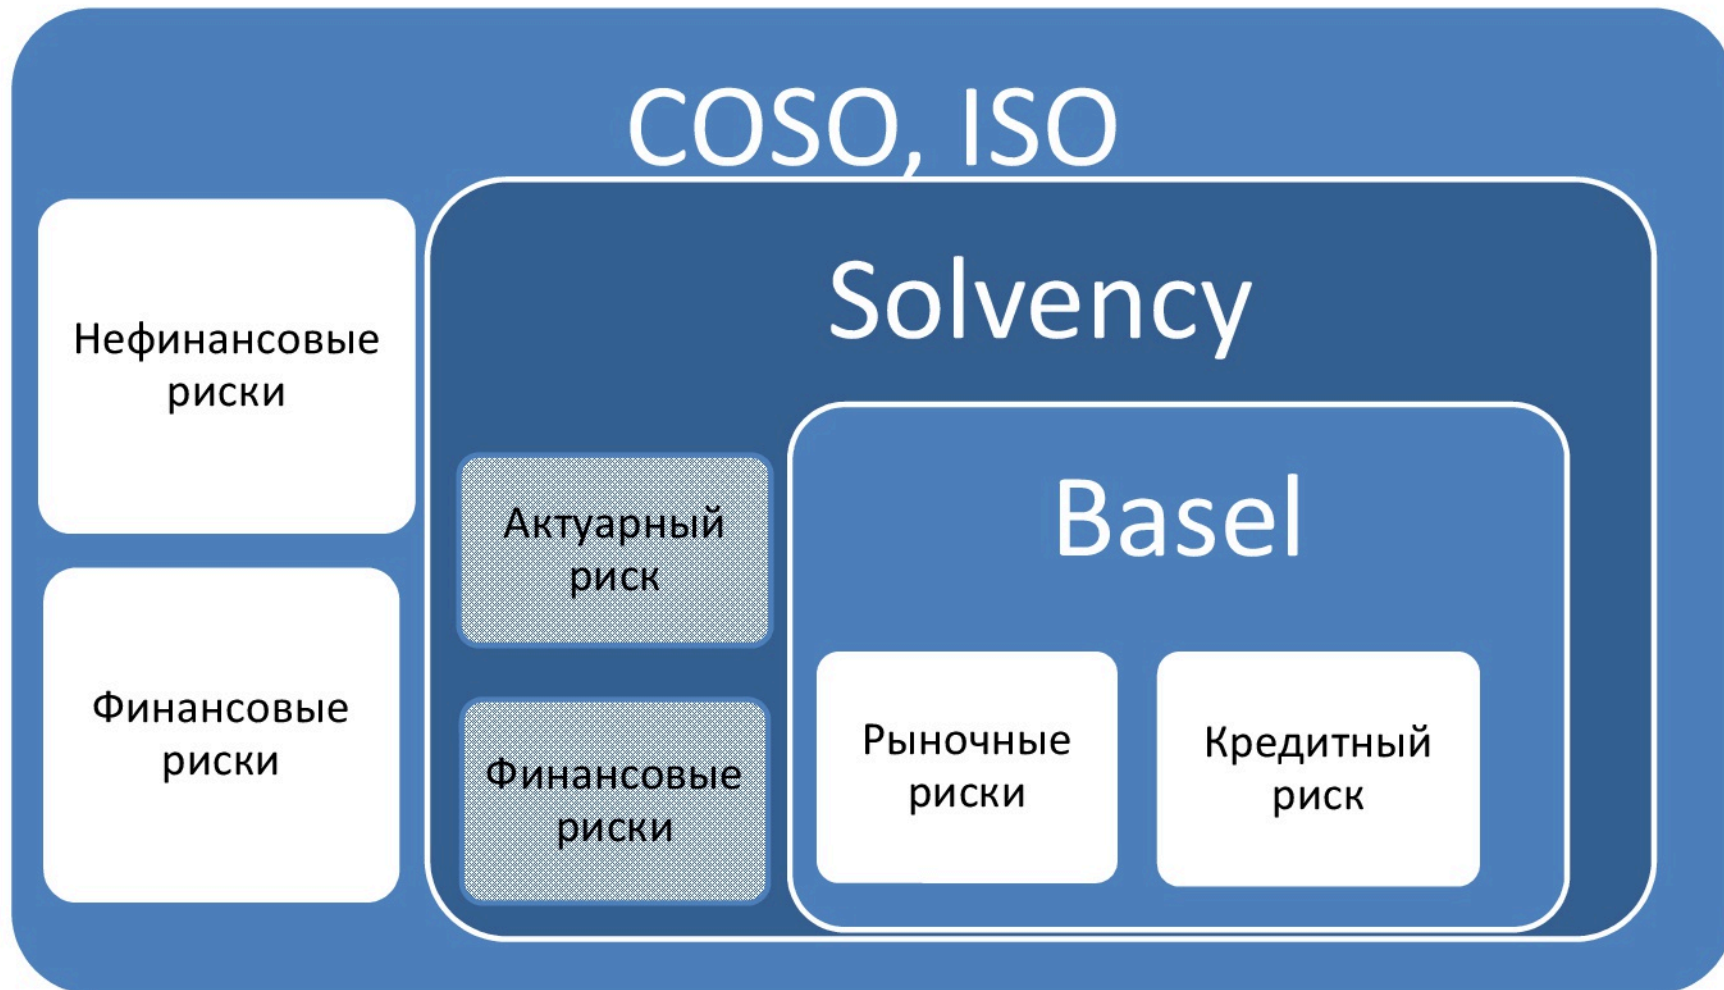 COSO, ISO
Нефинансовые
риски
Финансовые
риски
Solvency
Актуарный
риск
Финансовые
риски
Basel
Рыночные
риски
Кредитный
риск